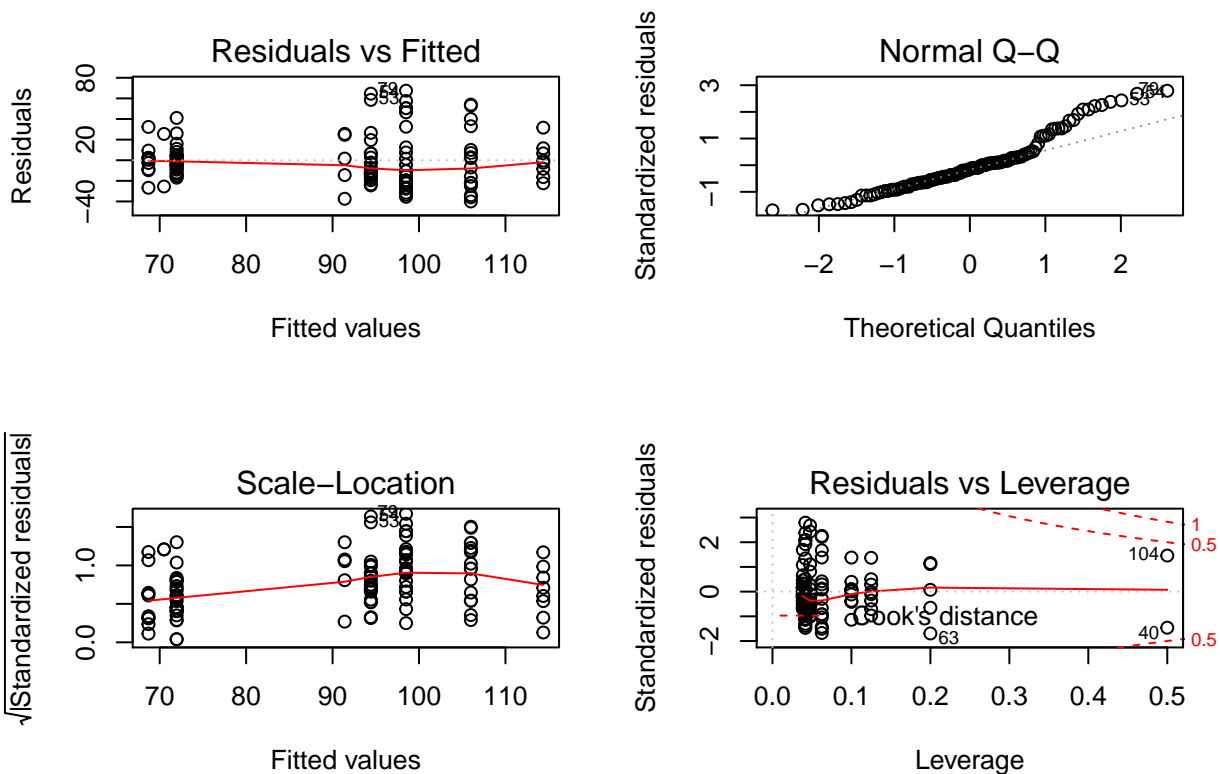 Residuals vs Fitted
Residuals
80
20
−40
70 80 90 100 110
Fitted values
53
Normal Q−Q
Standardized residuals
3
1
−1
−2 −1 0 1 2
Theoretical Quantiles
53
Scale−Location
√|Standardized residuals|
1.0
0.0
70 80 90 100 110
Fitted values
53
Residuals vs Leverage
Standardized residuals
2
0
−2
0.0 0.1 0.2 0.3 0.4 0.5
Leverage
Cook's distance
1
0.5
0.5
104
40
63